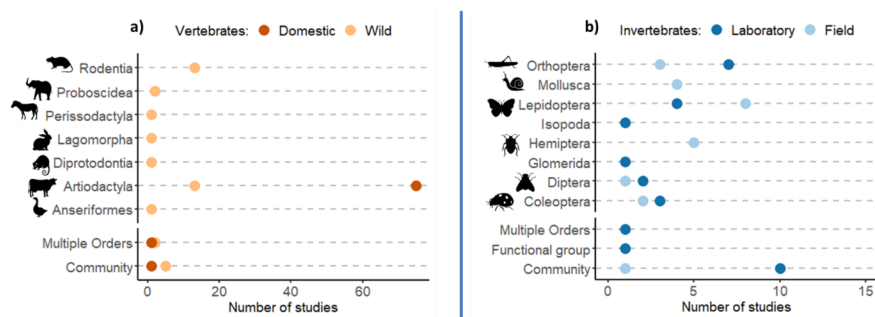 a) Vertebrates: Domestic Wild
Rodentia
Proboscidea
Perissodactyla
Lagomorpha
Diprotodontia
Artiodactyla
Anseriformes
Multiple Orders
Community
0 20 40 60
Number of studies
b) Invertebrates: Laboratory Field
Orthoptera
Mollusca
Lepidoptera
Isopoda
Hemiptera
Glomerida
Diptera
Coleoptera
Multiple Orders
Functional group
Community
0 5 10 15
Number of studies